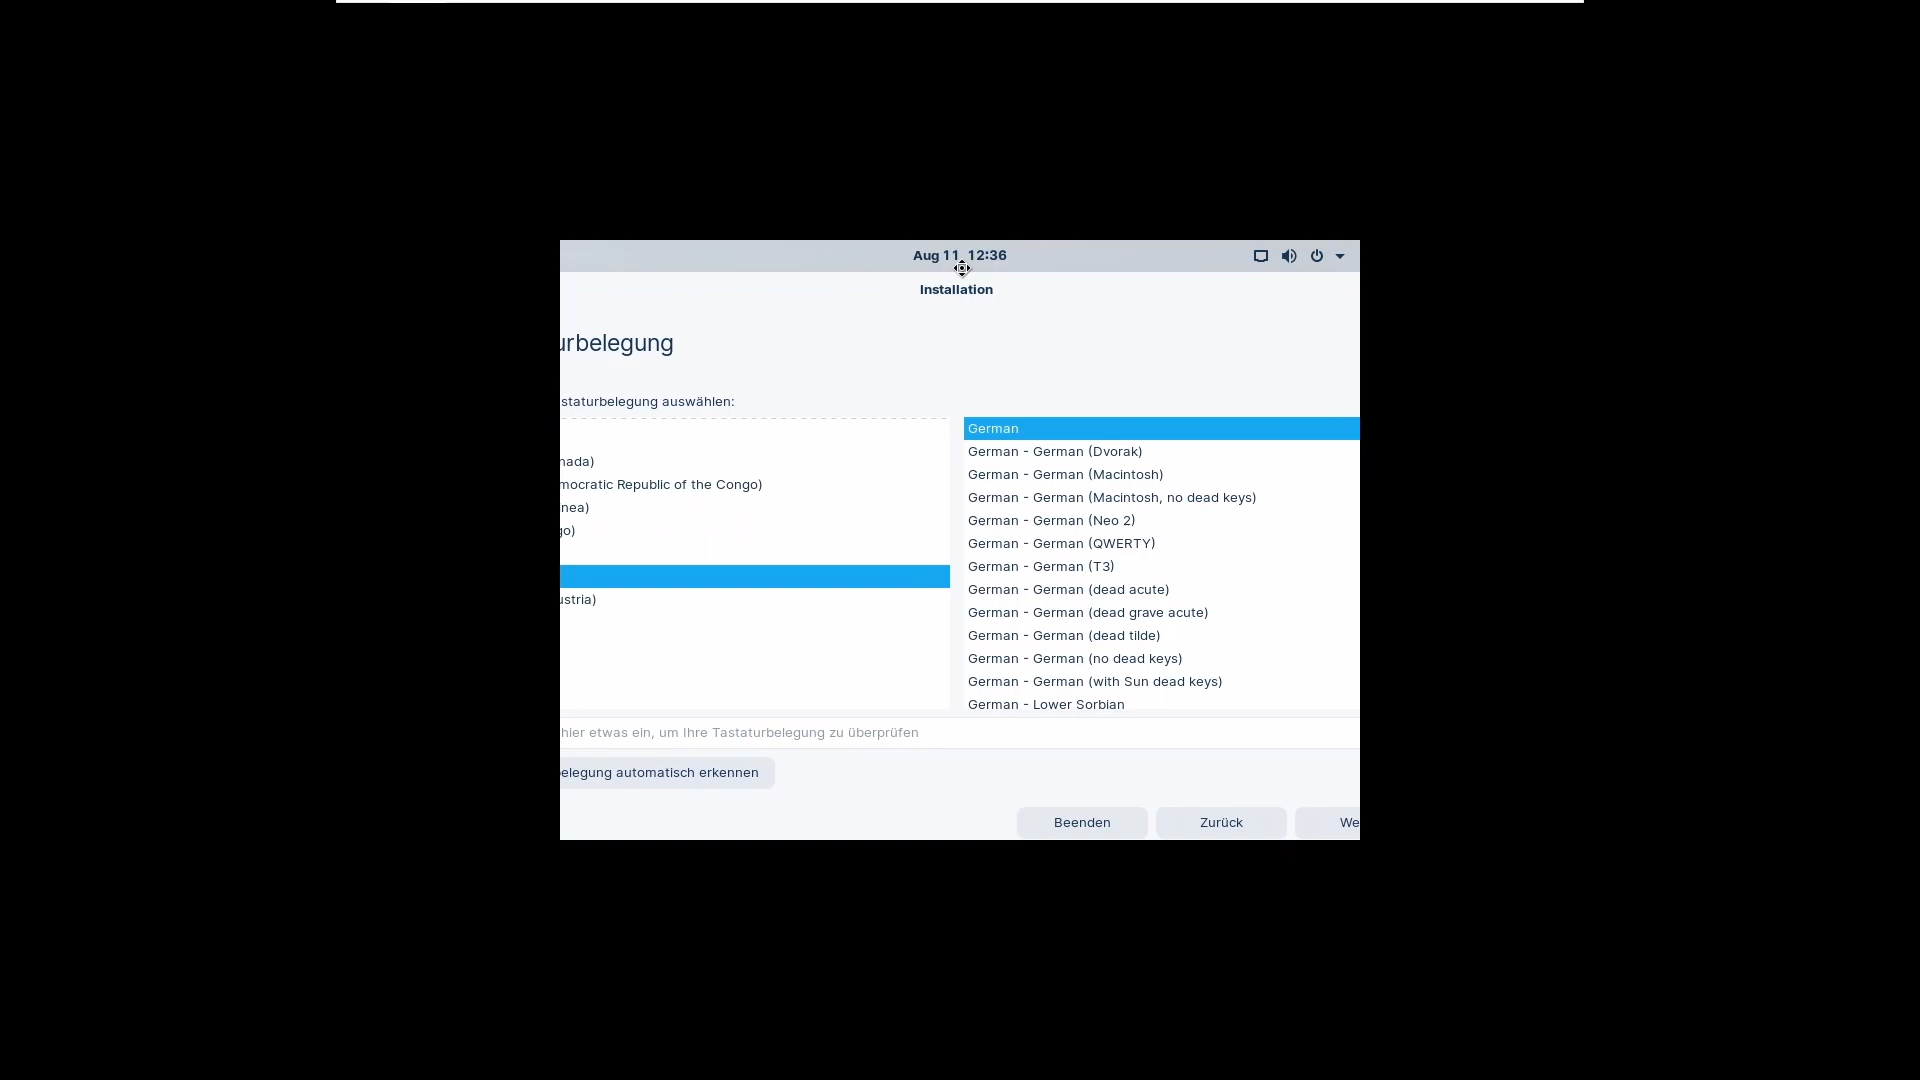 Aug 11, 12:36
Installation
urbelegung
staturbelegung auswählen:
nada)
mocratic Republic of the Congo)
inea)
go)
ustria)
German
German - German (Dvorak)
German - German (Macintosh)
German - German (Macintosh, no dead keys)
German - German (Neo 2)
German - German (QWERTY)
German - German (T3)
German - German (dead acute)
German - German (dead grave acute)
German - German (dead tilde)
German - German (no dead keys)
German - German (with Sun dead keys)
German - Lower Sorbian
hier etwas ein, um Ihre Tastaturbelegung zu überprüfen
elegung automatisch erkennen
Beenden
Zurück
We